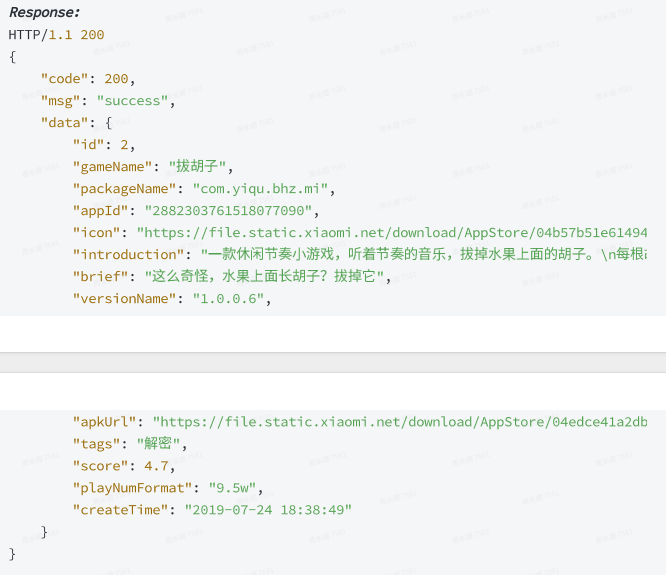 Response:
HTTP/1.1 200
{
    "code": 200,
    "msg": "success",
    "data": {
        "id": 2,
        "gameName": "拔胡子",
        "packageName": "com.yiqu.bhz.mi",
        "appId": "2882303761518077090",
        "icon": "https://file.static.xiaomi.net/download/AppStore/04b57b51e61494
        "introduction": "一款休闲节奏小游戏，听着节奏的音乐，拔掉水果上面的胡子。\n每根
        "brief": "这么奇怪，水果上面长胡子？拔掉它",
        "versionName": "1.0.0.6",
        "apkUrl": "https://file.static.xiaomi.net/download/AppStore/04edce41a2db
        "tags": "解密",
        "score": 4.7,
        "playNumFormat": "9.5w",
        "createTime": "2019-07-24 18:38:49"
    }
}